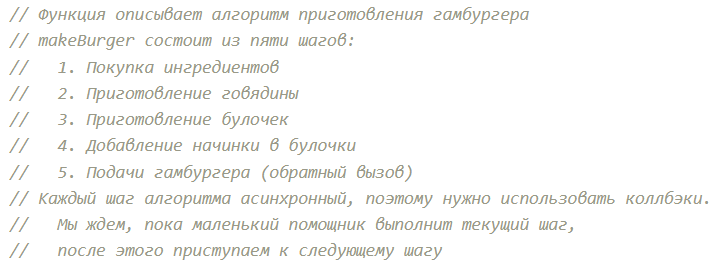 // Функция описывает алгоритм приготовления гамбургера
// makeBurger состоит из пяти шагов:
//   1. Покупка ингредиентов
//   2. Приготовление говядины
//   3. Приготовление булочек
//   4. Добавление начинки в булочки
//   5. Подачи гамбургера (обратный вызов)
// Каждый шаг алгоритма асинхронный, поэтому нужно использовать коллбэки.
//   Мы ждем, пока маленький помощник выполнит текущий шаг,
//   после этого приступаем к следующему шагу